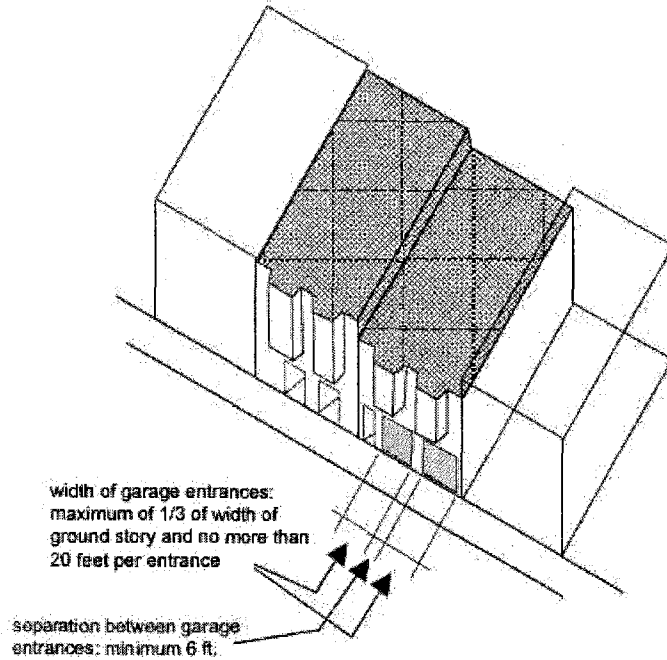 width of garage entrances:
maximum of 1/3 of width of
ground story and no more than
20 feet per entrance
separation between garage
entrances: minimum 6 ft.